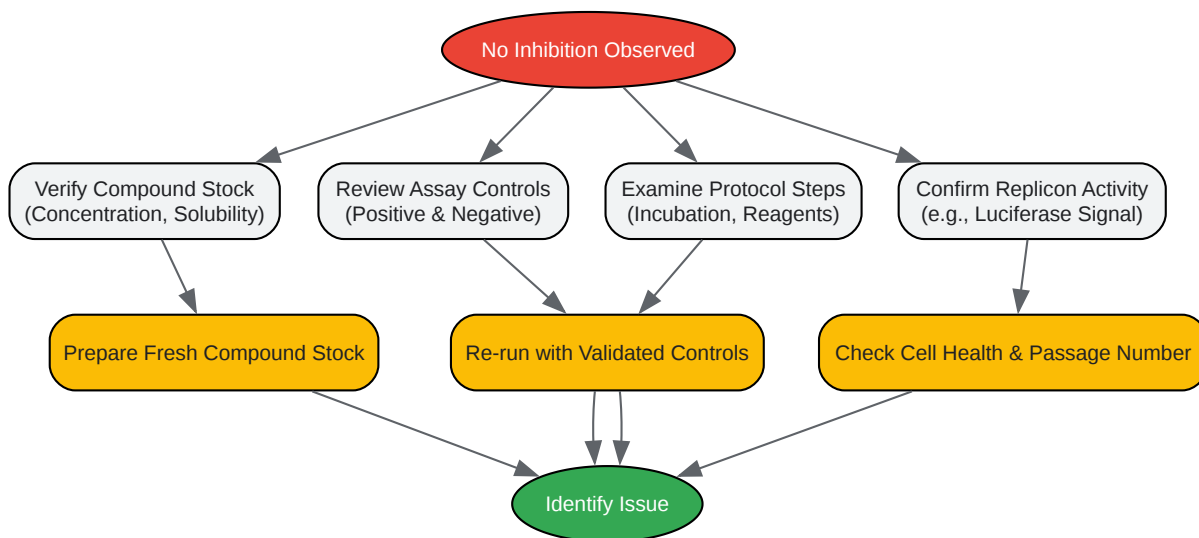 No Inhibition Observed
Verify Compound Stock
(Concentration, Solubility)
Review Assay Controls
(Positive & Negative)
Examine Protocol Steps
(Incubation, Reagents)
Confirm Replicon Activity
(e.g., Luciferase Signal)
Prepare Fresh Compound Stock
Re-run with Validated Controls
Check Cell Health & Passage Number
Identify Issue